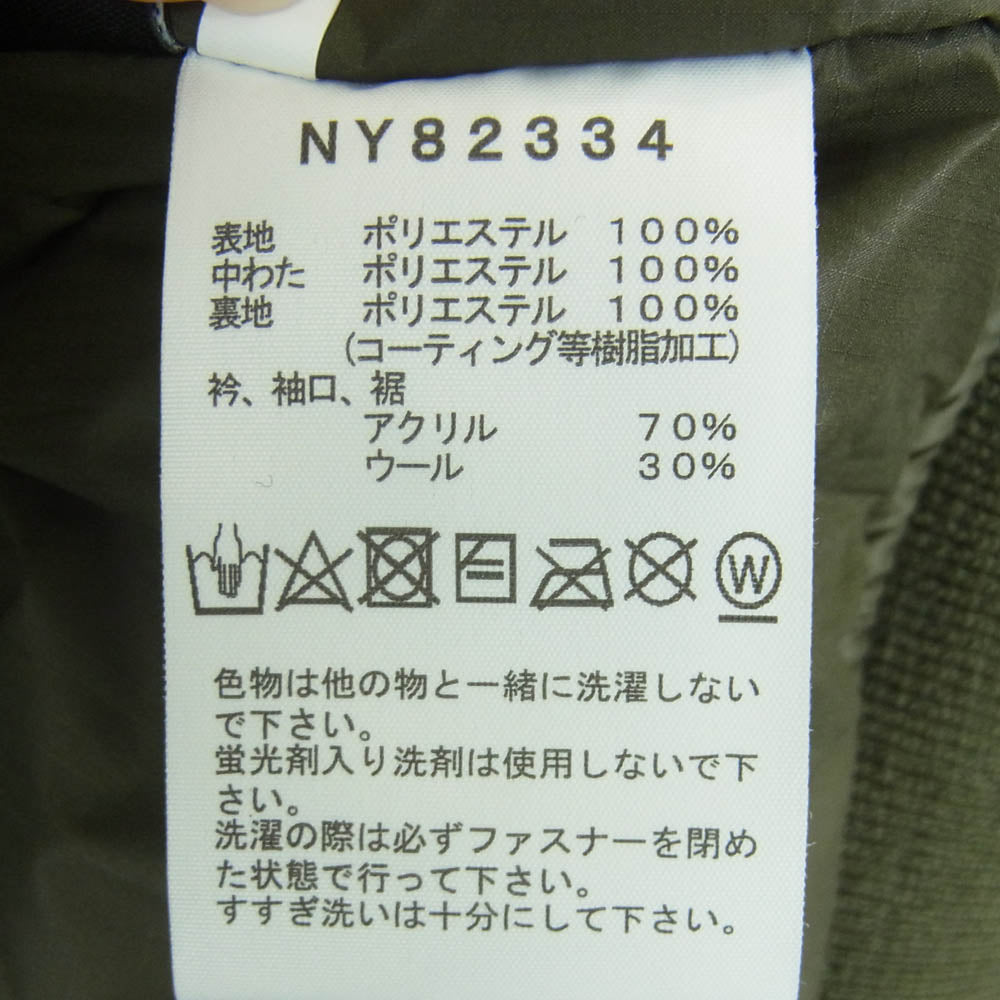 NY82334
表地 ポリエステル 100%
中わた ポリエステル 100%
裏地 ポリエステル 100%
(コーティング等樹脂加工)
衿、袖口、裾
アクリル 70%
ウール 30%
W
色物は他の物と一緒に洗濯しない
で下さい。
蛍光剤入り洗剤は使用しないで下
さい。
洗濯の際は必ずファスナーを閉め
た状態で行って下さい。
すすぎ洗いは十分にして下さい。